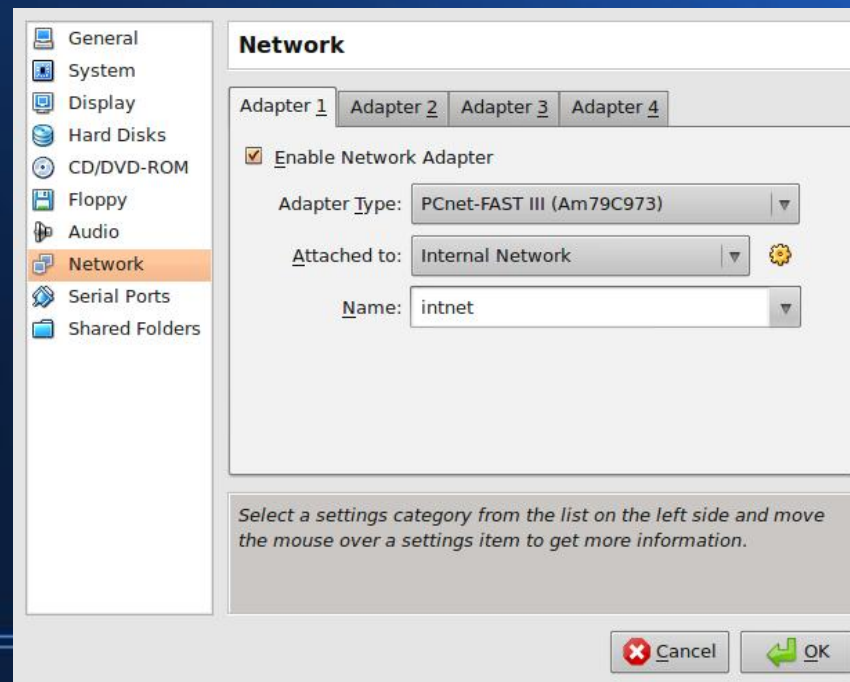 General
System
Display
Hard Disks
CD/DVD-ROM
Floppy
Audio
Network
Serial Ports
Shared Folders
Network
Adapter 1 Adapter 2 Adapter 3 Adapter 4
Enable Network Adapter
Adapter Type: PCnet-FAST III (Am79C973)
Attached to: Internal Network
Name: intnet
Select a settings category from the list on the left side and move
the mouse over a settings item to get more information.
Cancel OK